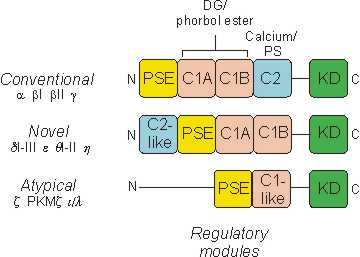 DG/
phorbol ester
Calcium/
PS
Conventional
α βI βII γ
N PSE C1A C1B C2 KD C
Novel
δI-III ε θI-II η
N C2-
like PSE C1A C1B KD C
Atypical
ζ PKMζ ι/λ
N PSE C1-
like KD C
Regulatory
modules